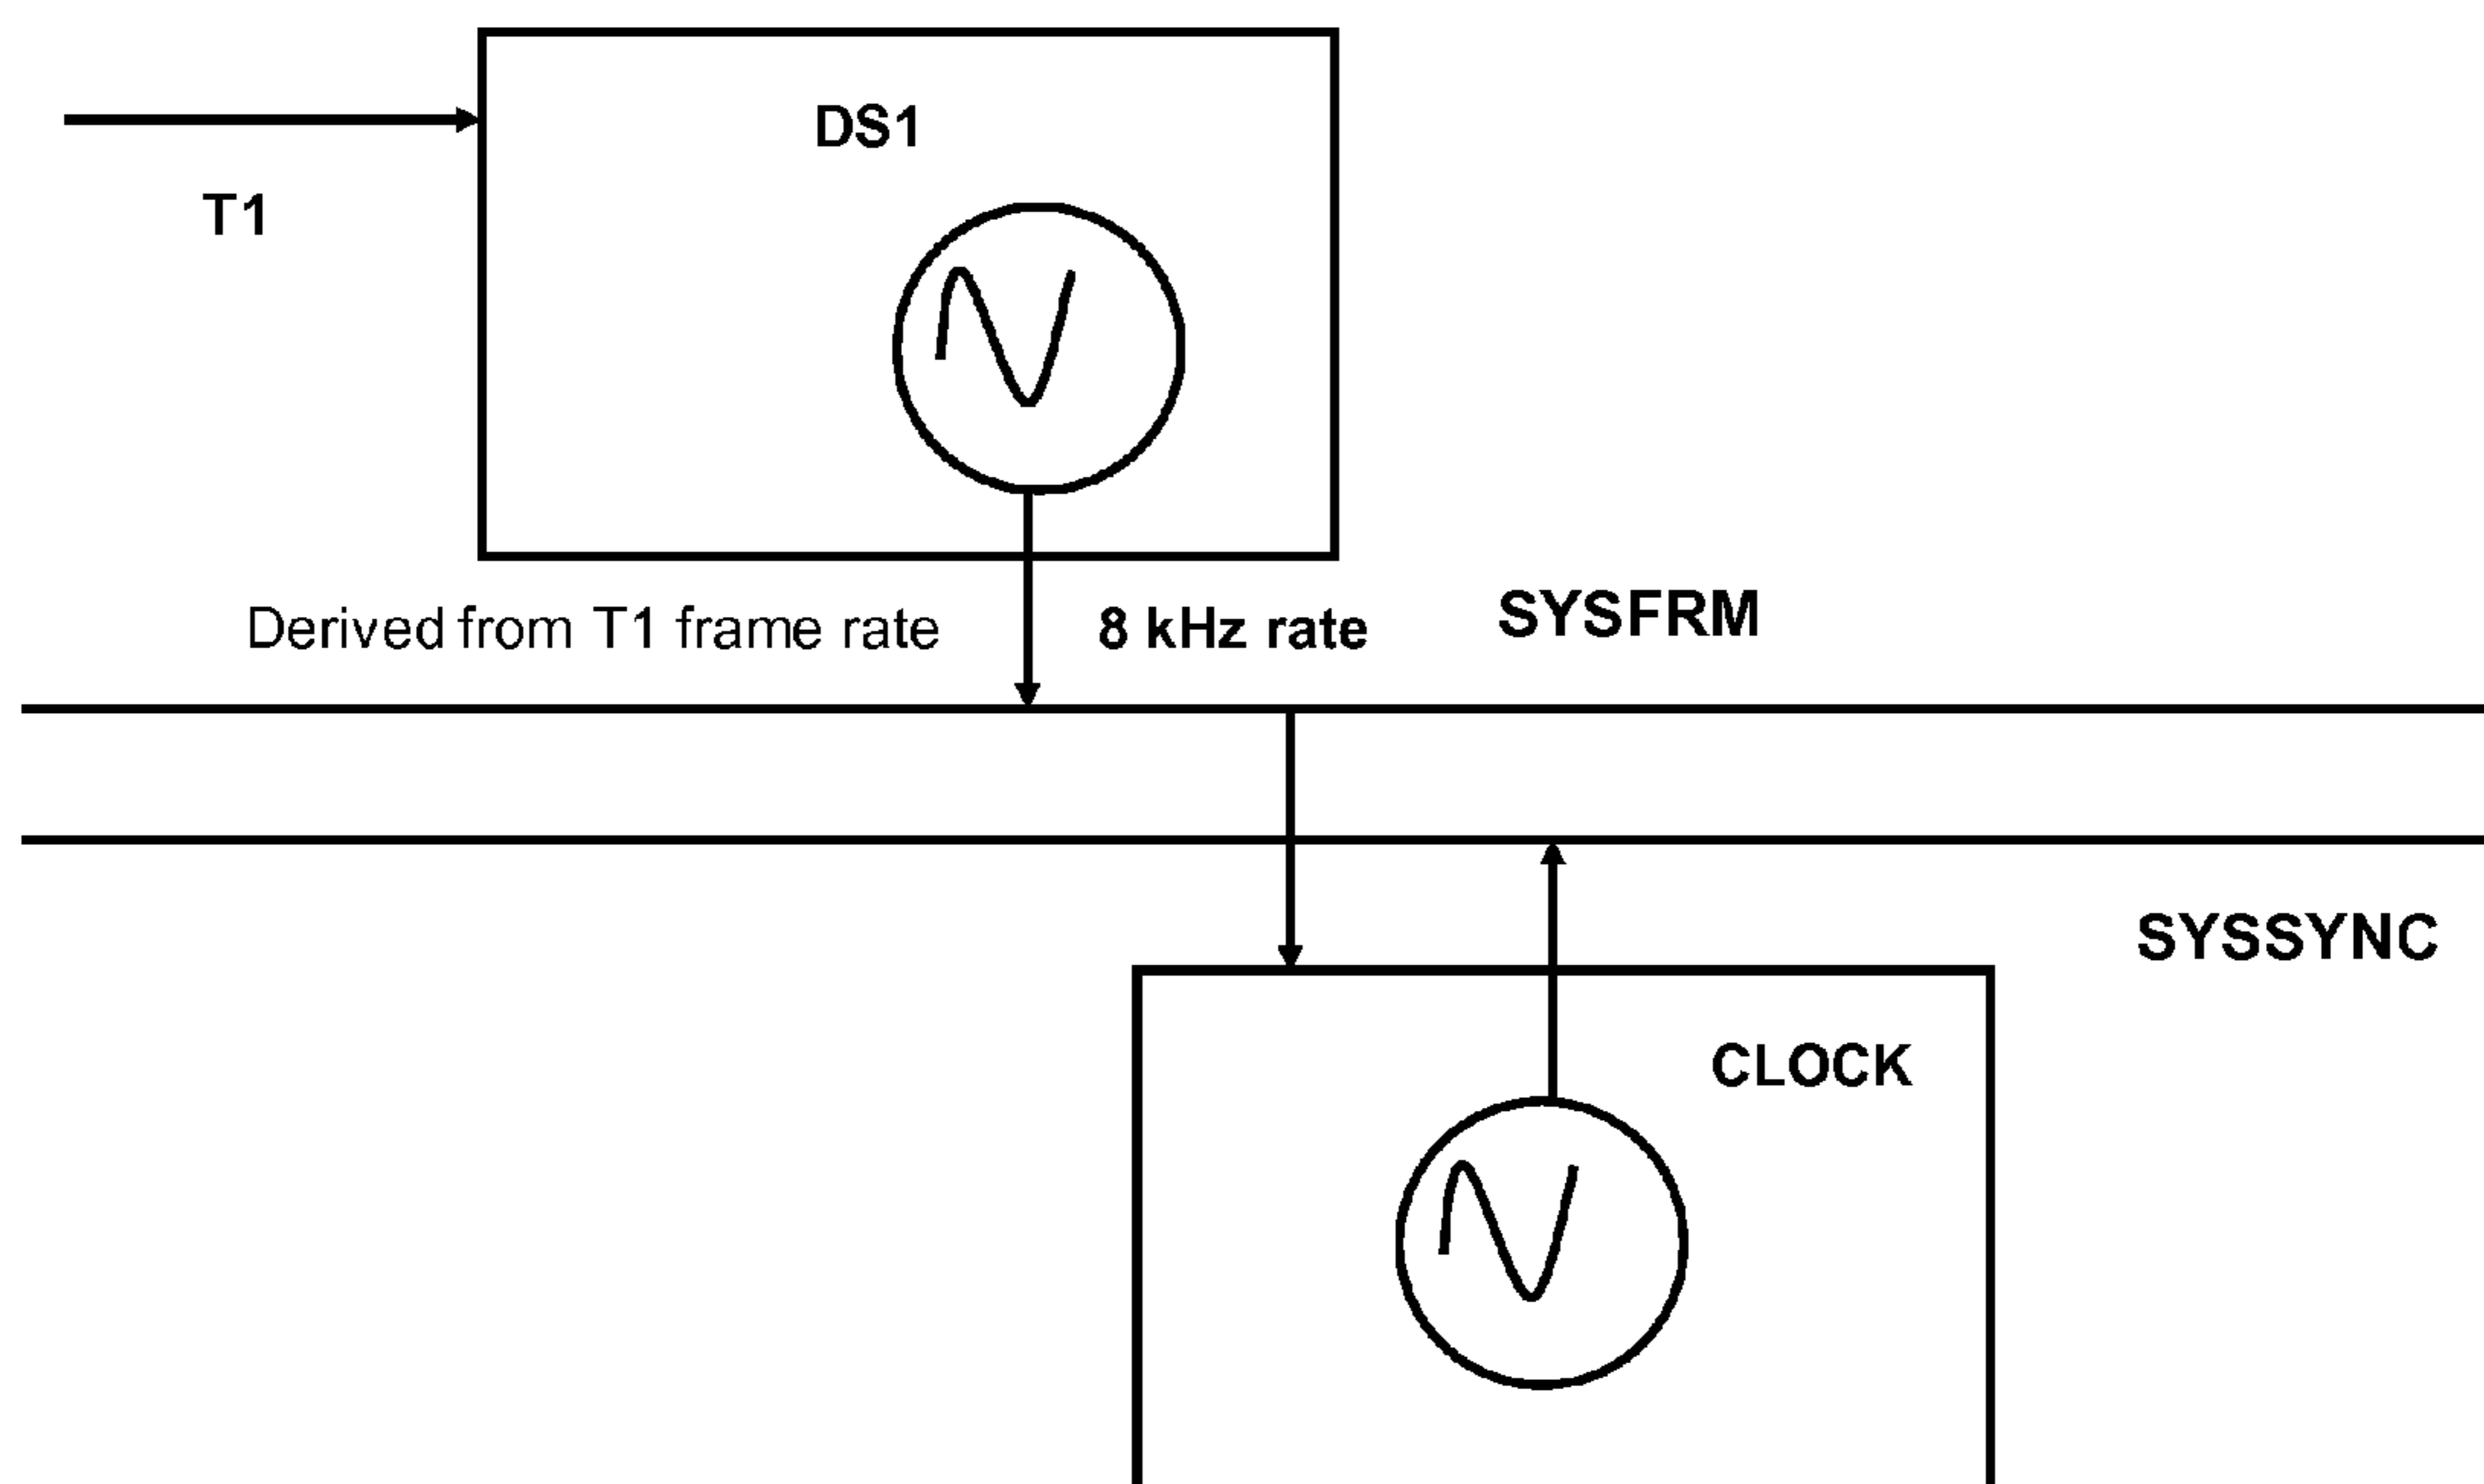 DS1
T1
Derived from T1 frame rate
8 kHz rate
SYSFRM
SYSSYNC
CLOCK